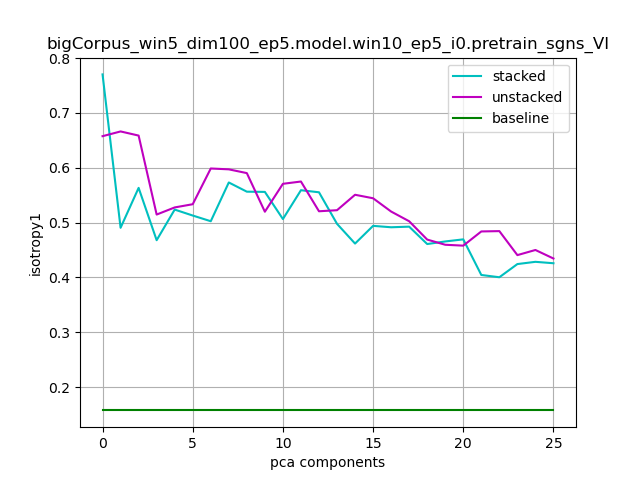 bigCorpus_win5_dim100_ep5.model.win10_ep5_i0.pretrain_sgns_VI
0.8
0.7
0.6
0.5
0.4
0.3
0.2
isotropy1
stacked
unstacked
baseline
0 5 10 15 20 25
pca components